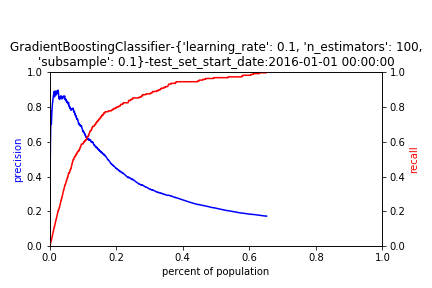 GradientBoostingClassifier-{'learning_rate': 0.1, 'n_estimators': 100,
'subsample': 0.1}-test_set_start_date:2016-01-01 00:00:00
1.0
0.8
0.6
0.4
0.2
0.0
precision
1.0
0.8
0.6
0.4
0.2
0.0
recall
0.0 0.2 0.4 0.6 0.8 1.0
percent of population